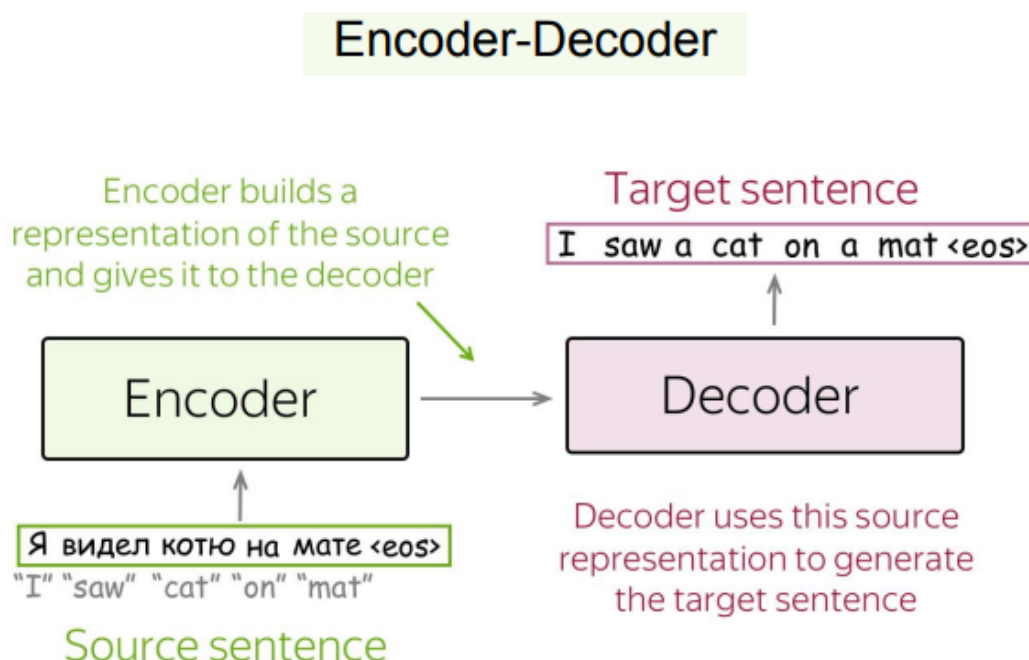 Encoder-Decoder
Encoder builds a
representation of the source
and gives it to the decoder
Target sentence
I saw a cat on a mat <eos>
Encoder
Decoder
Я видел котю на мате <eos>
"I" "saw" "cat" "on" "mat"
Source sentence
Decoder uses this source
representation to generate
the target sentence